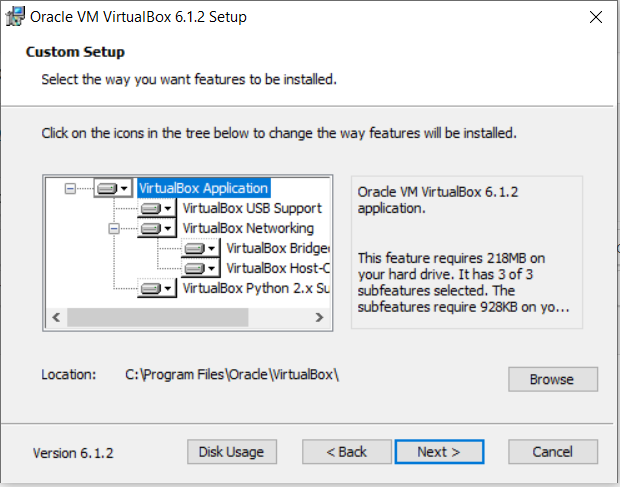 Oracle VM VirtualBox 6.1.2 Setup
Custom Setup
Select the way you want features to be installed.
Click on the icons in the tree below to change the way features will be installed.
VirtualBox Application
VirtualBox USB Support
VirtualBox Networking
VirtualBox Bridged
VirtualBox Host-O
VirtualBox Python 2.x Su
Oracle VM VirtualBox 6.1.2
application.
This feature requires 218MB on
your hard drive. It has 3 of 3
subfeatures selected. The
subfeatures require 928KB on yo...
Location: C:\Program Files\Oracle\VirtualBox\
Browse
Version 6.1.2
Disk Usage
< Back
Next >
Cancel